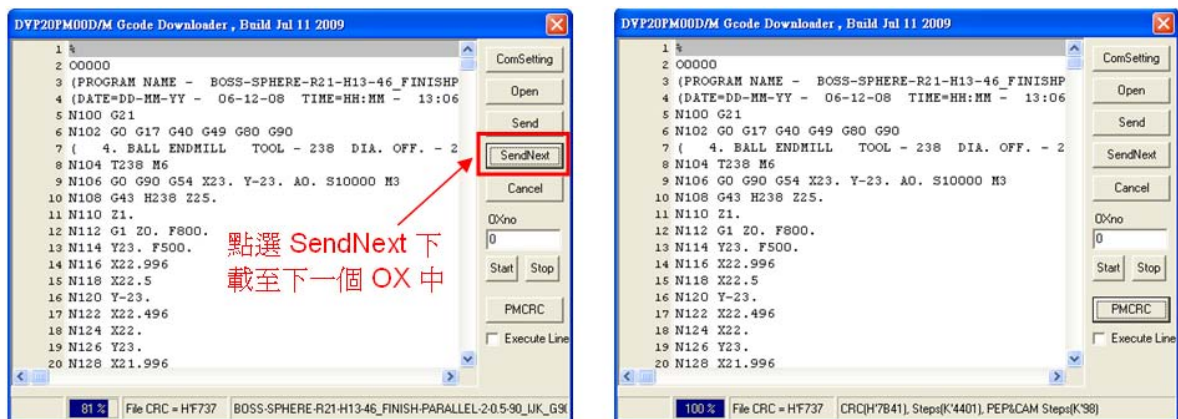 DVP20PM00D/M Gcode Downloader , Build Jul 11 2009
1 %
2 O0000
3 (PROGRAM NAME - BOSS-SPHERE-R21-H13-46_FINISHP
4 (DATE=DD-MM-YY - 06-12-08 TIME=HH:MM - 13:06
5 N100 G21
6 N102 G0 G17 G40 G49 G80 G90
7 ( 4. BALL ENDMILL TOOL - 238 DIA. OFF. - 2
8 N104 T238 M6
9 N106 G0 G90 G54 X23. Y-23. A0. S10000 M3
10 N108 G43 H238 Z25.
11 N110 Z1.
12 N112 G1 Z0. F800.
13 N114 Y23. F500.
14 N116 X22.996
15 N118 X22.5
16 N120 Y-23.
17 N122 X22.496
18 N124 X22.
19 N126 Y23.
20 N128 X21.996
ComSetting
Open
Send
SendNext
Cancel
OXno
0
Start Stop
PMCRC
Execute Line
點選 SendNext 下
載至下一個 OX 中
81 % File CRC = H'F737 BOSS-SPHERE-R21-H13-46_FINISH-PARALLEL-2-0.5-90_IJK_G90
DVP20PM00D/M Gcode Downloader , Build Jul 11 2009
1 %
2 O0000
3 (PROGRAM NAME - BOSS-SPHERE-R21-H13-46_FINISHP
4 (DATE=DD-MM-YY - 06-12-08 TIME=HH:MM - 13:06
5 N100 G21
6 N102 G0 G17 G40 G49 G80 G90
7 ( 4. BALL ENDMILL TOOL - 238 DIA. OFF. - 2
8 N104 T238 M6
9 N106 G0 G90 G54 X23. Y-23. A0. S10000 M3
10 N108 G43 H238 Z25.
11 N110 Z1.
12 N112 G1 Z0. F800.
13 N114 Y23. F500.
14 N116 X22.996
15 N118 X22.5
16 N120 Y-23.
17 N122 X22.496
18 N124 X22.
19 N126 Y23.
20 N128 X21.996
ComSetting
Open
Send
SendNext
Cancel
OXno
0
Start Stop
PMCRC
Execute Line
100 % File CRC = H'F737 CRC(H'7B41), Steps(K'4401), PEP&CAM Steps(K'98)